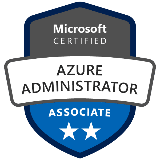 Microsoft
CERTIFIED
AZURE
ADMINISTRATOR
ASSOCIATE